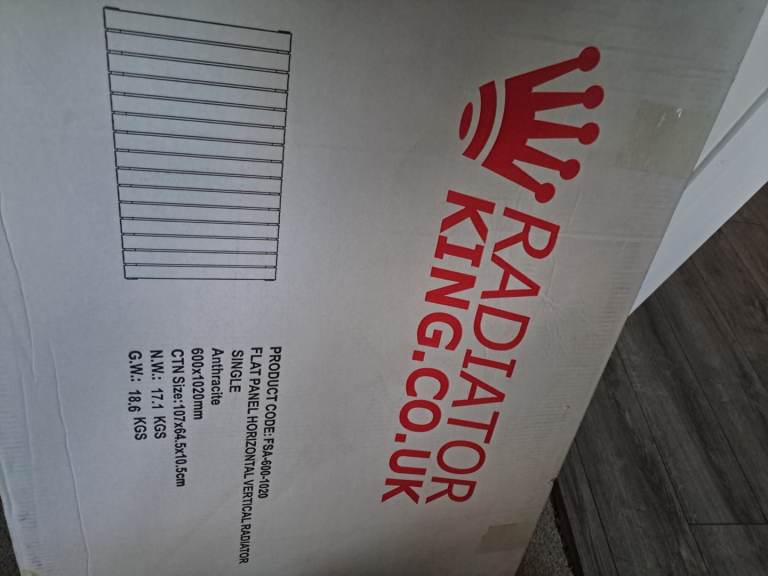 RADIATOR
KING.CO.UK
PRODUCT CODE: FSA-600-1020
FLAT PANEL HORIZONTAL VERTICAL RADIATOR
SINGLE
Anthracite
600x1020mm
CTN Size:107x64.5x10.5cm
N.W.: 17.1 KGS
G.W.: 18.6 KGS